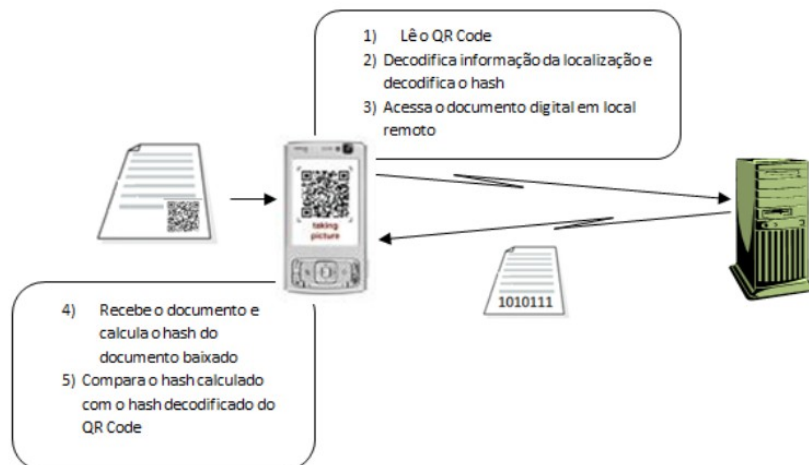 1) Lê o QR Code
2) Decodifica informação da localização e
decodifica o hash
3) Acessa o documento digital em local
remoto
taking
picture
1010111
4) Recebe o documento e
calcula o hash do
documento baixado
5) Compara o hash calculado
com o hash decodificado do
QR Code